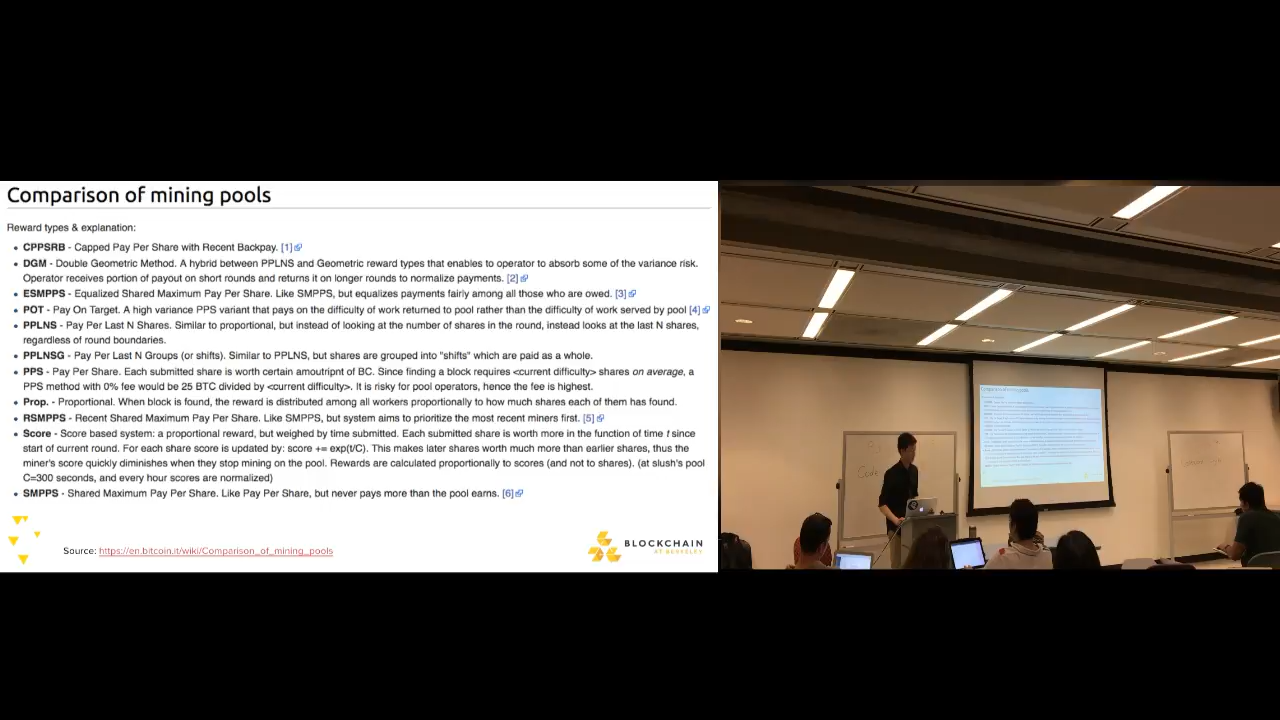 Comparison of mining pools
Reward types & explanation:
• CPPSRB - Capped Pay Per Share with Recent Backpay. [1]
• DGM - Double Geometric Method. A hybrid between PPLNS and Geometric reward types that enables to operator to absorb some of the variance risk.
Operator receives portion of payout on short rounds and returns it on longer rounds to normalize payments. [2]
• ESMPPS - Equalized Shared Maximum Pay Per Share. Like SMPPS, but equalizes payments fairly among all those who are owed. [3]
• POT - Pay On Target. A high variance PPS variant that pays on the difficulty of work returned to pool rather than the difficulty of work served by pool [4]
• PPLNS - Pay Per Last N Shares. Similar to proportional, but instead of looking at the number of shares in the round, instead looks at the last N shares,
regardless of round boundaries.
• PPLNSG - Pay Per Last N Groups (or shifts). Similar to PPLNS, but shares are grouped into "shifts" which are paid as a whole.
• PPS - Pay Per Share. Each submitted share is worth certain amoutripnt of BC. Since finding a block requires <current difficulty> shares on average, a
PPS method with 0% fee would be 25 BTC divided by <current difficulty>. It is risky for pool operators, hence the fee is highest.
• Prop. - Proportional. When block is found, the reward is distributed among all workers proportionally to how much shares each of them has found.
• RSMPPS - Recent Shared Maximum Pay Per Share. Like SMPPS, but system aims to prioritize the most recent miners first. [5]
• Score - Score based system: a proportional reward, but weighed by time submitted. Each submitted share is worth more in the function of time t since
start of current round. For each share score is updated by: score += exp(t/C). This makes later shares worth much more than earlier shares, thus the
miner's score quickly diminishes when they stop mining on the pool. Rewards are calculated proportionally to scores (and not to shares). (at slush's pool
C=300 seconds, and every hour scores are normalized)
• SMPPS - Shared Maximum Pay Per Share. Like Pay Per Share, but never pays more than the pool earns. [6]
Source: https://en.bitcoin.it/wiki/Comparison_of_mining_pools
BLOCKCHAIN
AT BERKELEY
Comparison of mining pools